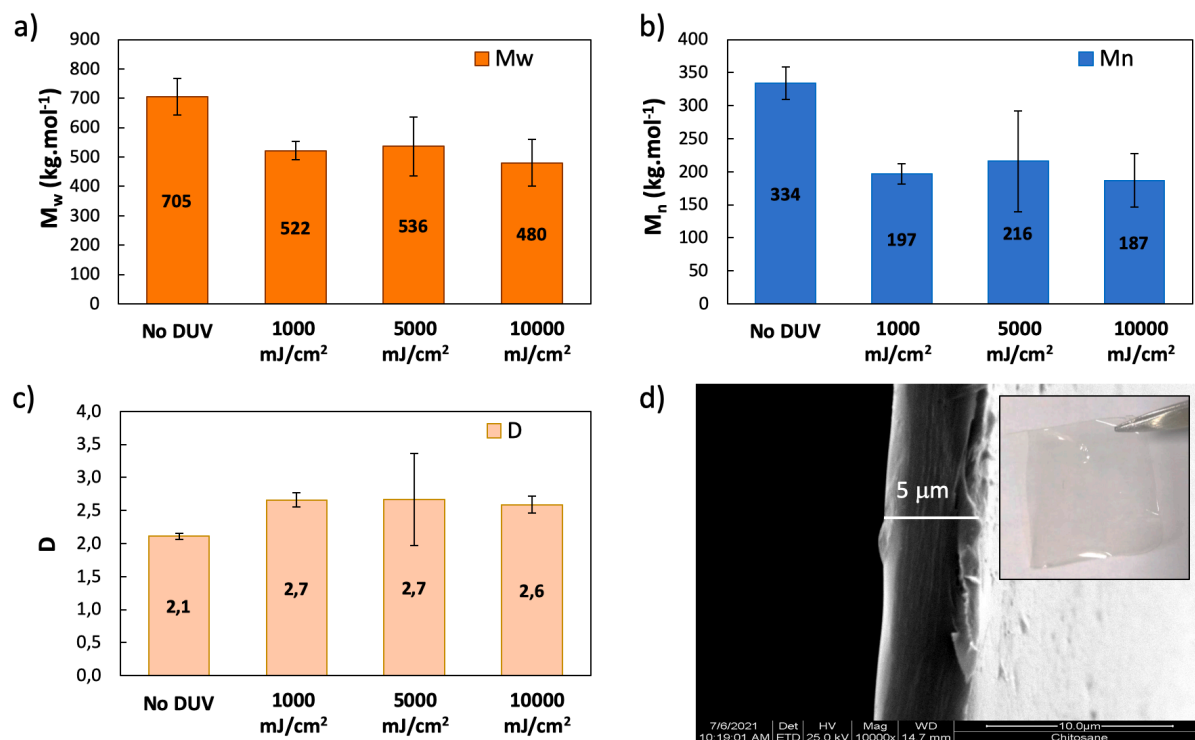 a)
900
800
700
600
500
400
300
200
100
0
M_w (kg.mol⁻¹)
Mw
705
522
536
480
No DUV
1000 mJ/cm²
5000 mJ/cm²
10000 mJ/cm²
b)
400
350
300
250
200
150
100
50
0
M_n (kg.mol⁻¹)
Mn
334
197
216
187
No DUV
1000 mJ/cm²
5000 mJ/cm²
10000 mJ/cm²
c)
4,0
3,5
3,0
2,5
2,0
1,5
1,0
0,5
0,0
D
D
2,1
2,7
2,7
2,6
No DUV
1000 mJ/cm²
5000 mJ/cm²
10000 mJ/cm²
d)
5 µm
7/6/2021 Det HV Mag WD 10.0µm
10:19:01 AM ETD 25.0 kV 10000x 14.7 mm Chitosane